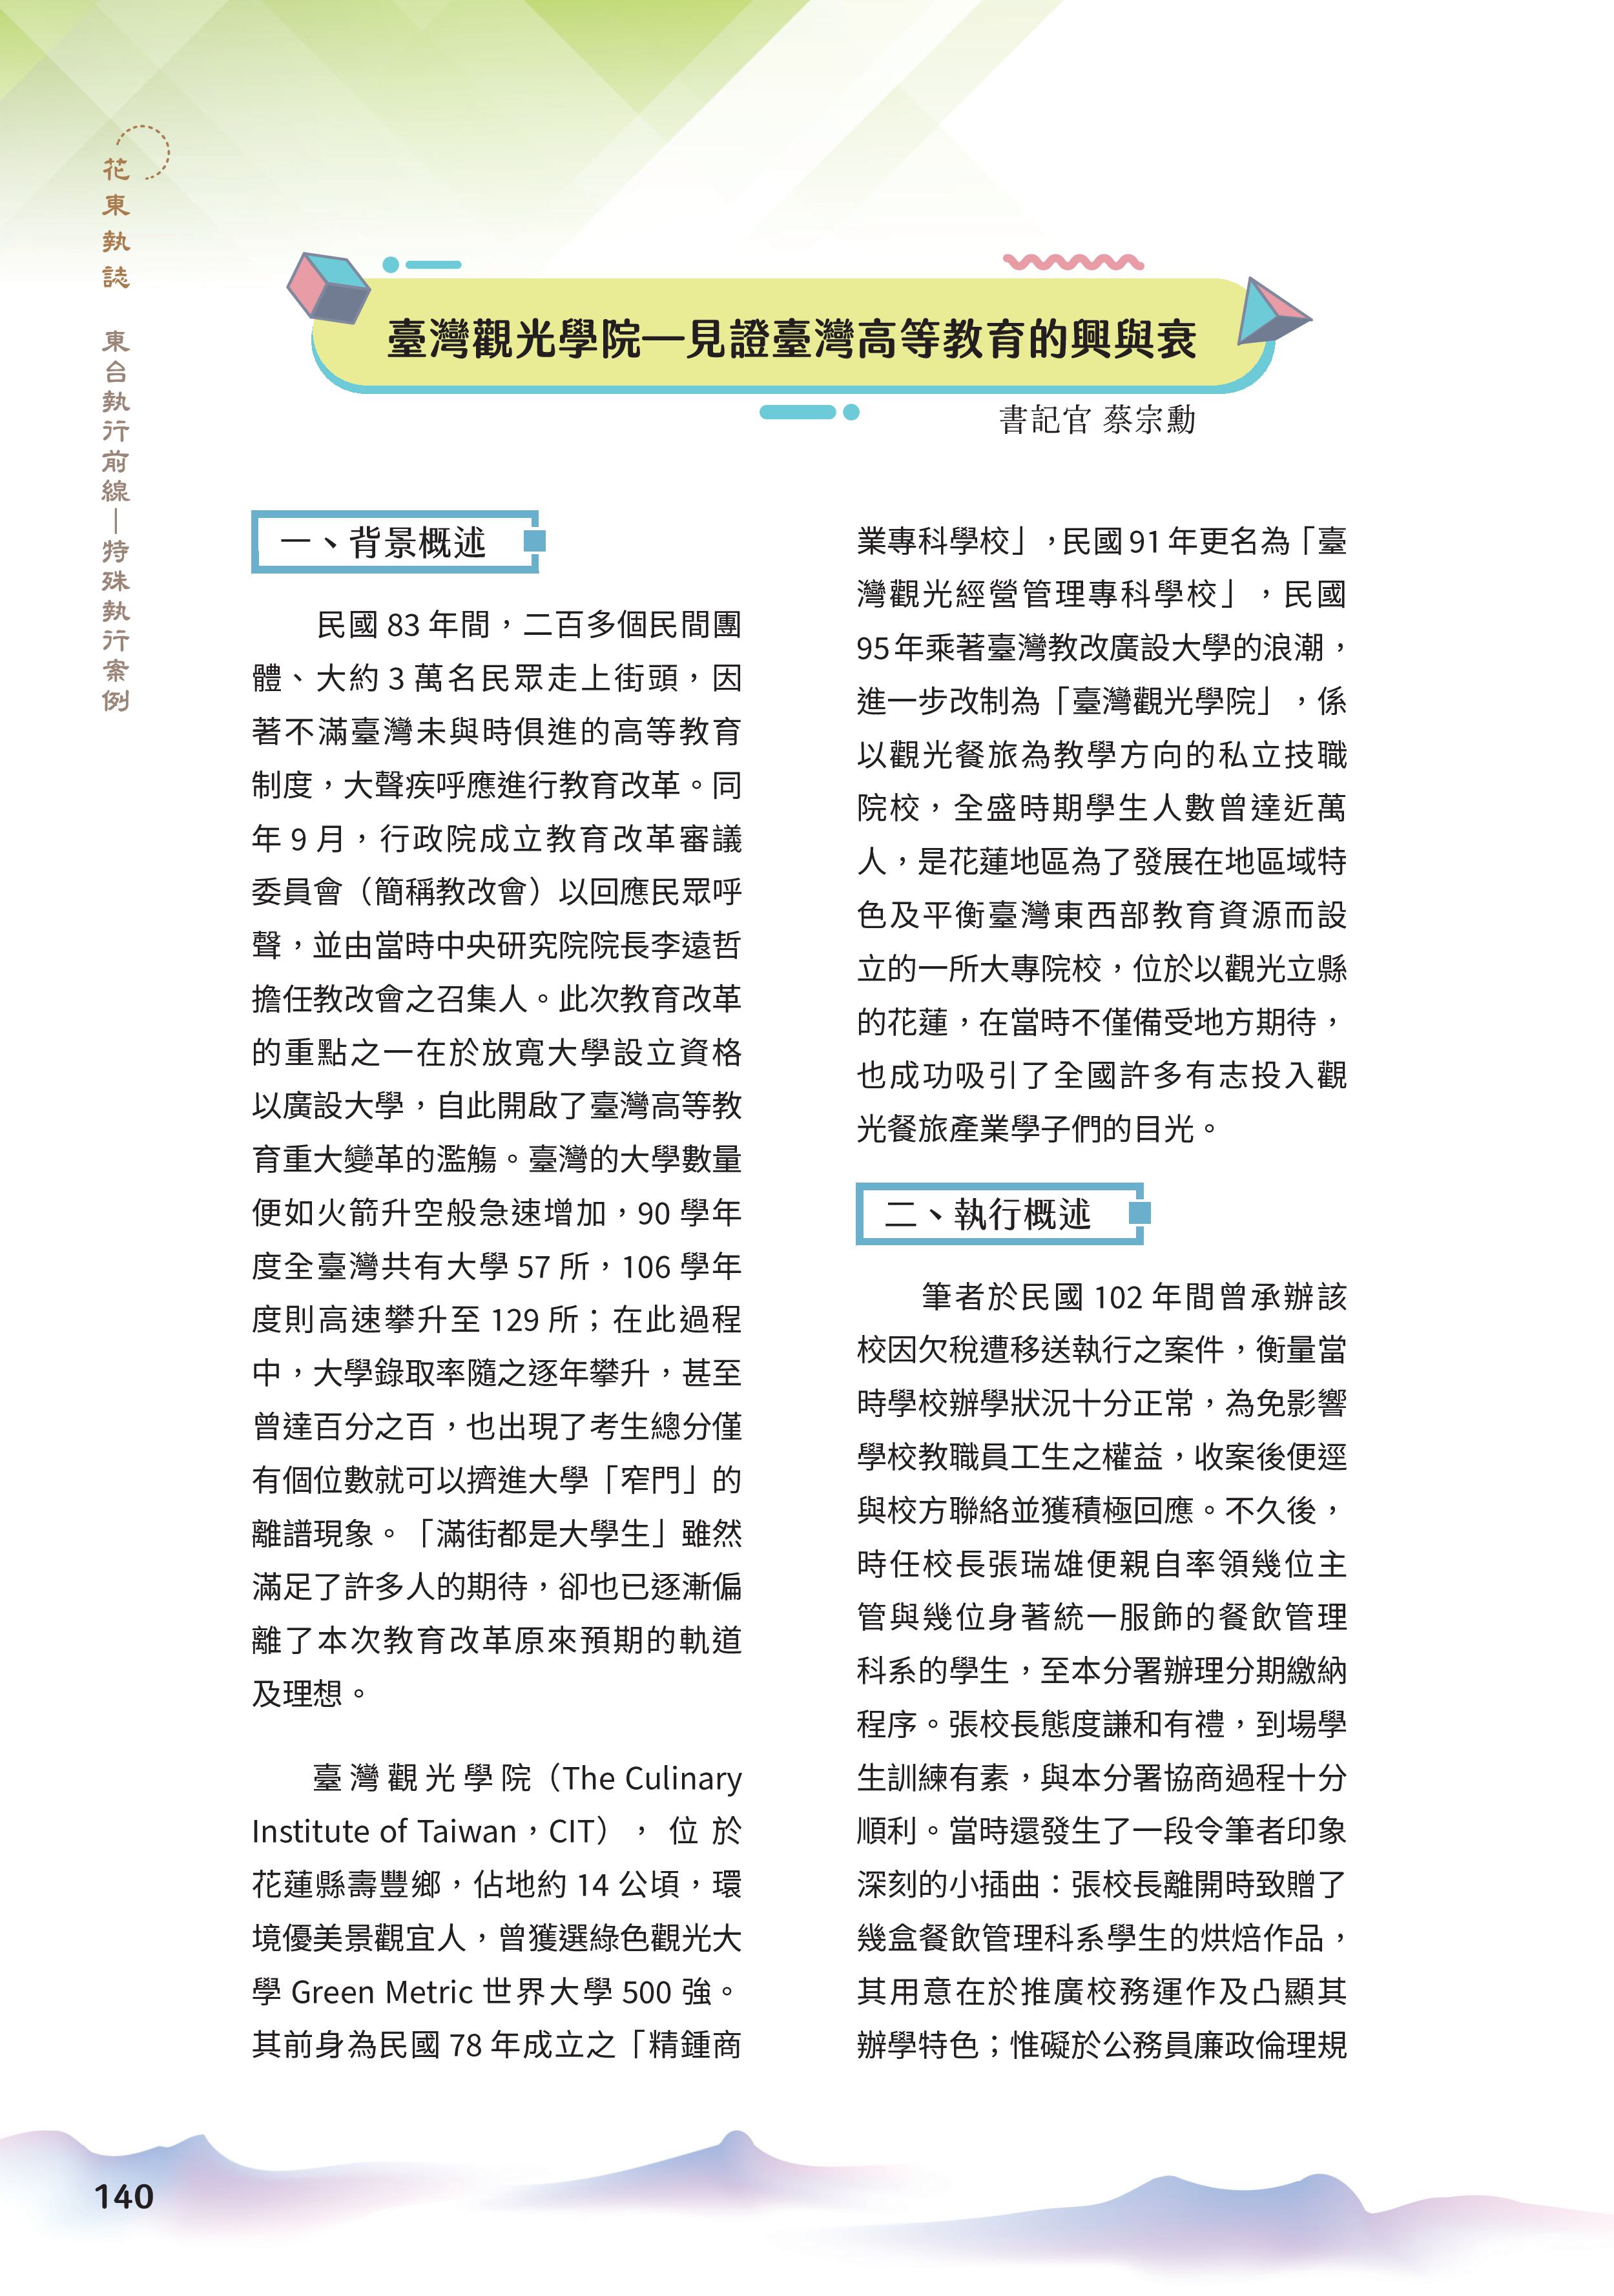 花東執誌
東台執行前線—特殊執行案例
臺灣觀光學院—見證臺灣高等教育的興與衰
書記官 蔡宗勳
一、背景概述
民國 83 年間，二百多個民間團
體、大約 3 萬名民眾走上街頭，因
著不滿臺灣未與時俱進的高等教育
制度，大聲疾呼應進行教育改革。同
年 9 月，行政院成立教育改革審議
委員會（簡稱教改會）以回應民眾呼
聲，並由當時中央研究院院長李遠哲
擔任教改會之召集人。此次教育改革
的重點之一在於放寬大學設立資格
以廣設大學，自此開啟了臺灣高等教
育重大變革的濫觴。臺灣的大學數量
便如火箭升空般急速增加，90 學年
度全臺灣共有大學 57 所，106 學年
度則高速攀升至 129 所；在此過程
中，大學錄取率隨之逐年攀升，甚至
曾達百分之百，也出現了考生總分僅
有個位數就可以擠進大學「窄門」的
離譜現象。「滿街都是大學生」雖然
滿足了許多人的期待，卻也已逐漸偏
離了本次教育改革原來預期的軌道
及理想。
臺灣觀光學院（The Culinary
Institute of Taiwan，CIT），位於
花蓮縣壽豐鄉，佔地約 14 公頃，環
境優美景觀宜人，曾獲選綠色觀光大
學 Green Metric 世界大學 500 強。
其前身為民國 78 年成立之「精鍾商
業專科學校」，民國 91 年更名為「臺
灣觀光經營管理專科學校」，民國
95 年乘著臺灣教改廣設大學的浪潮，
進一步改制為「臺灣觀光學院」，係
以觀光餐旅為教學方向的私立技職
院校，全盛時期學生人數曾達近萬
人，是花蓮地區為了發展在地區域特
色及平衡臺灣東西部教育資源而設
立的一所大專院校，位於以觀光立縣
的花蓮，在當時不僅備受地方期待，
也成功吸引了全國許多有志投入觀
光餐旅產業學子們的目光。
二、執行概述
筆者於民國 102 年間曾承辦該
校因欠稅遭移送執行之案件，衡量當
時學校辦學狀況十分正常，為免影響
學校教職員工生之權益，收案後便逕
與校方聯絡並獲積極回應。不久後，
時任校長張瑞雄便親自率領幾位主
管與幾位身著統一服飾的餐飲管理
科系的學生，至本分署辦理分期繳納
程序。張校長態度謙和有禮，到場學
生訓練有素，與本分署協商過程十分
順利。當時還發生了一段令筆者印象
深刻的小插曲：張校長離開時致贈了
幾盒餐飲管理科系學生的烘焙作品，
其用意在於推廣校務運作及凸顯其
辦學特色；惟礙於公務員廉政倫理規
140